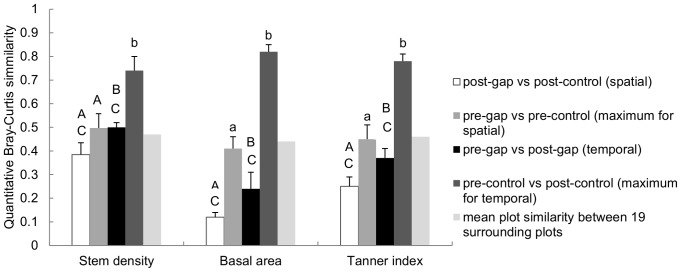 Quantitative Bray-Curtis simmilarity
1
0.9
0.8
0.7
0.6
0.5
0.4
0.3
0.2
0.1
0
A
C
A
B
C
b
A
C
a
B
C
b
A
C
a
B
C
b
Stem density
Basal area
Tanner index
post-gap vs post-control (spatial)
pre-gap vs pre-control (maximum for
spatial)
pre-gap vs post-gap (temporal)
pre-control vs post-control (maximum
for temporal)
mean plot similarity between 19
surrounding plots